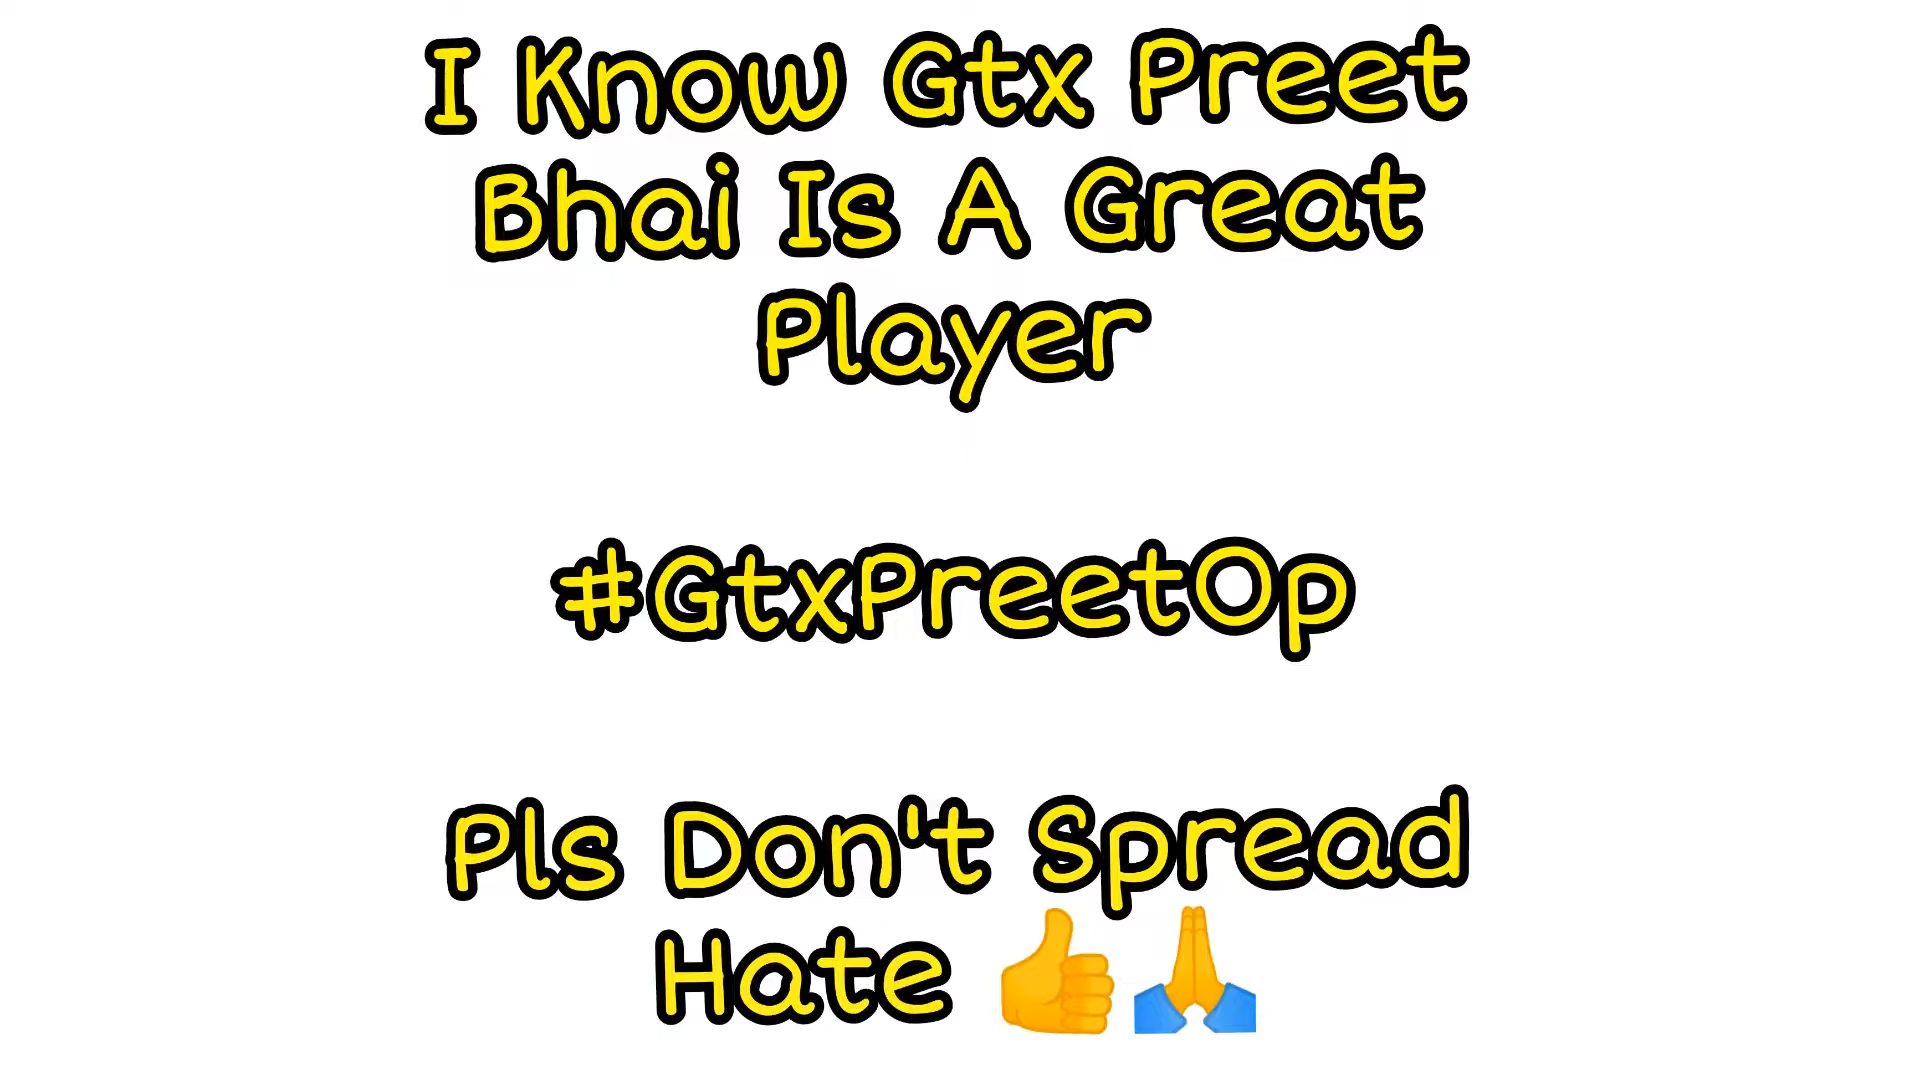 I Know Gtx Preet
Bhai Is A Great
Player
#GtxPreetOp
Pls Don't Spread
Hate 👍🙏